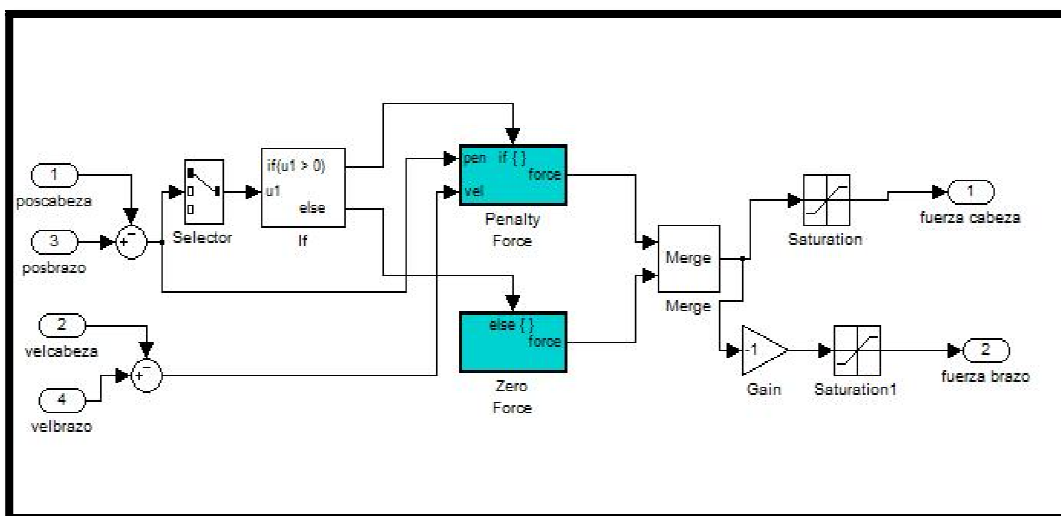 1
poscabeza
3
posbrazo
2
velcabeza
4
velbrazo
Selector
if(u1 > 0)
u1
else
If
pen if { }
force
vel
Penalty
Force
else { }
force
Zero
Force
Merge
Merge
Saturation
1
fuerza cabeza
-1
Gain
Saturation1
2
fuerza brazo